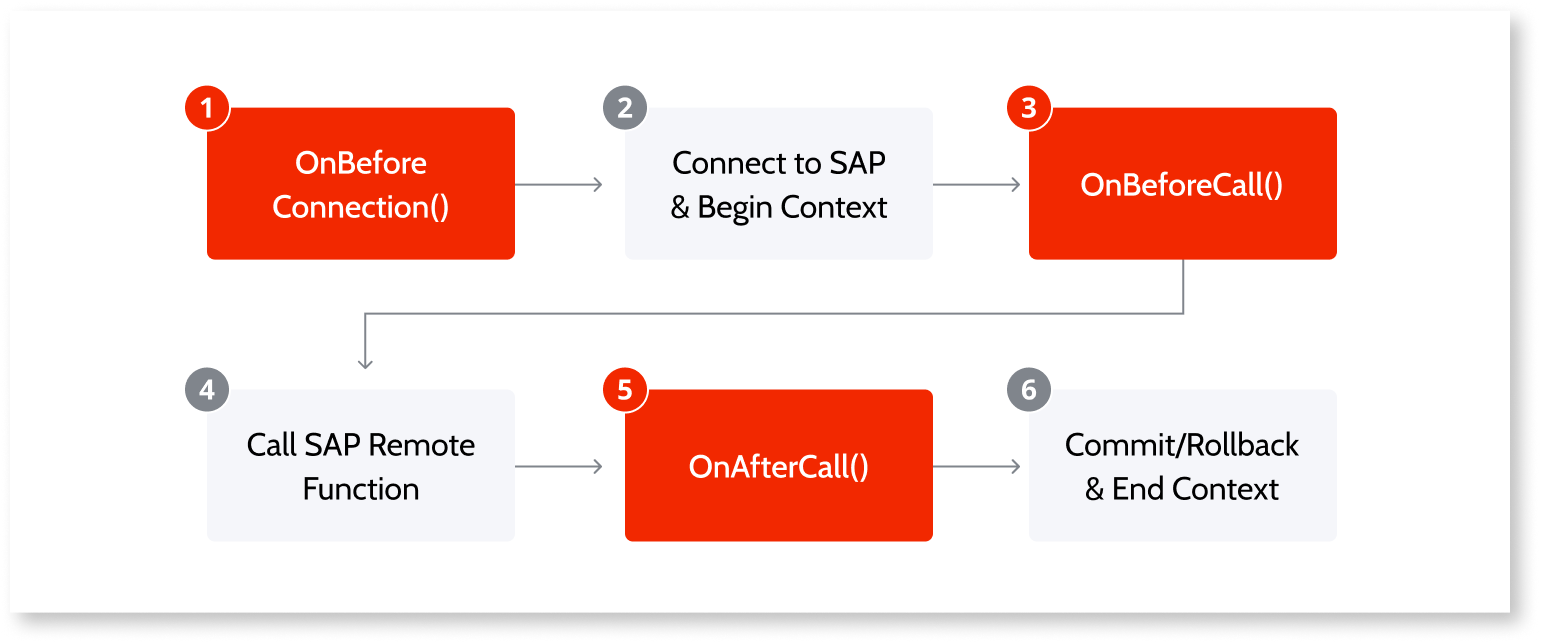 1
OnBefore
Connection()
2
Connect to SAP
& Begin Context
3
OnBeforeCall()
4
Call SAP Remote
Function
5
OnAfterCall()
6
Commit/Rollback
& End Context